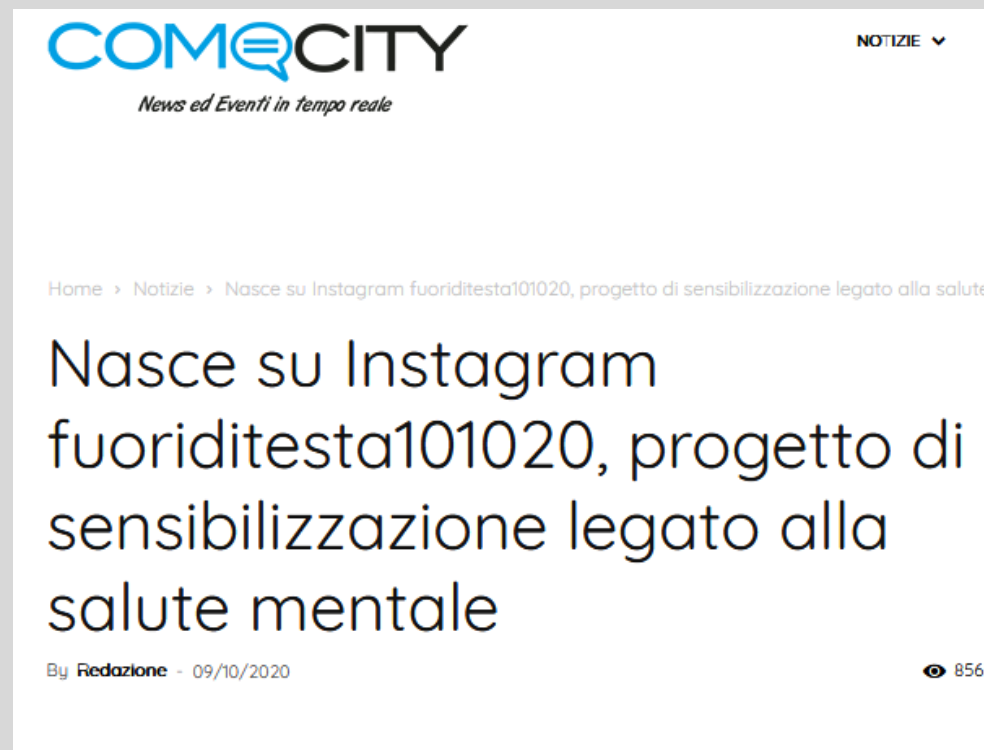 COMOCITY
NOTIZIE
News ed Eventi in tempo reale
Home > Notizie > Nasce su Instagram fuoriditesta101020, progetto di sensibilizzazione legato alla salute
Nasce su Instagram
fuoriditesta101020, progetto di
sensibilizzazione legato alla
salute mentale
By Redazione - 09/10/2020
856